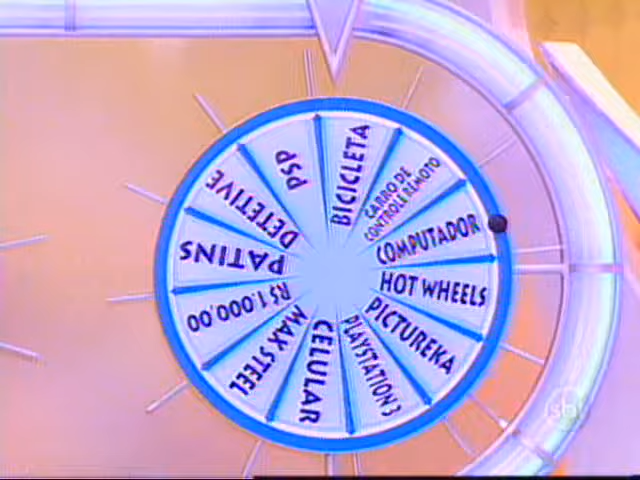 BICICLETA
CARRO DE
CONTROLE REMOTO
COMPUTADOR
HOT WHEELS
PICTUREKA
PLAYSTATION 3
CELULAR
MAX STEEL
R$ 1.000,00
PATINS
DETETIVE
PSP
sbt